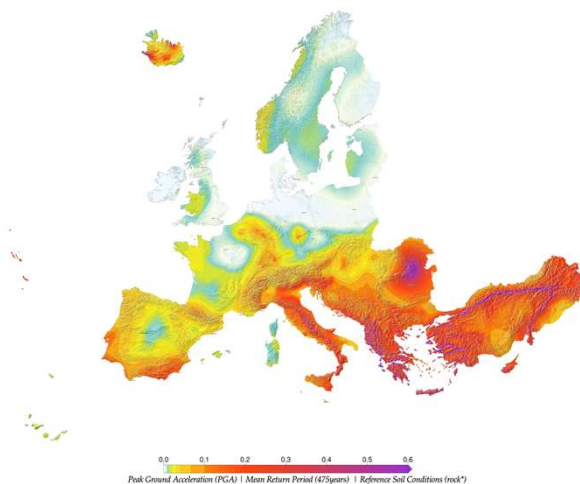 0.0 0.1 0.2 0.3 0.4 0.5 0.6
Peak Ground Acceleration (PGA) | Mean Return Period (475years) | Reference Soil Conditions (rock*)